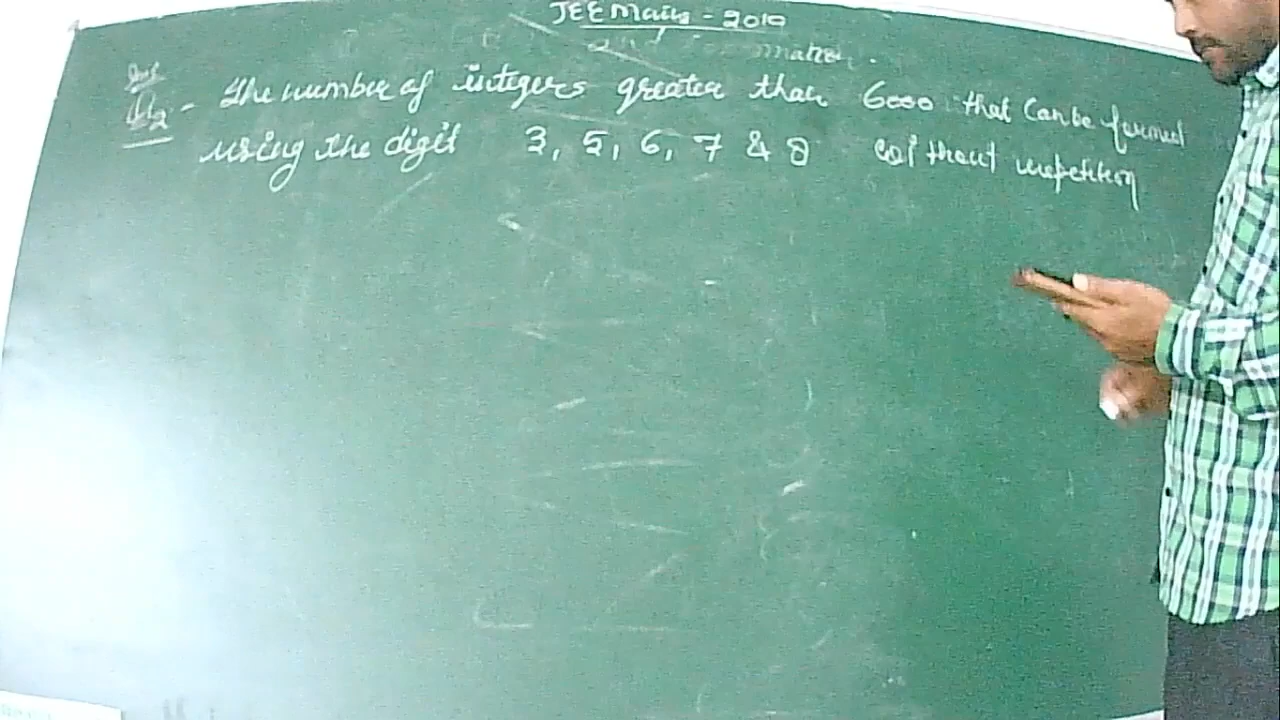 JEE Mains - 2019
Q2 - The number of integers greater than 6000 that can be formed
using the digit 3, 5, 6, 7 & 8 without repetition